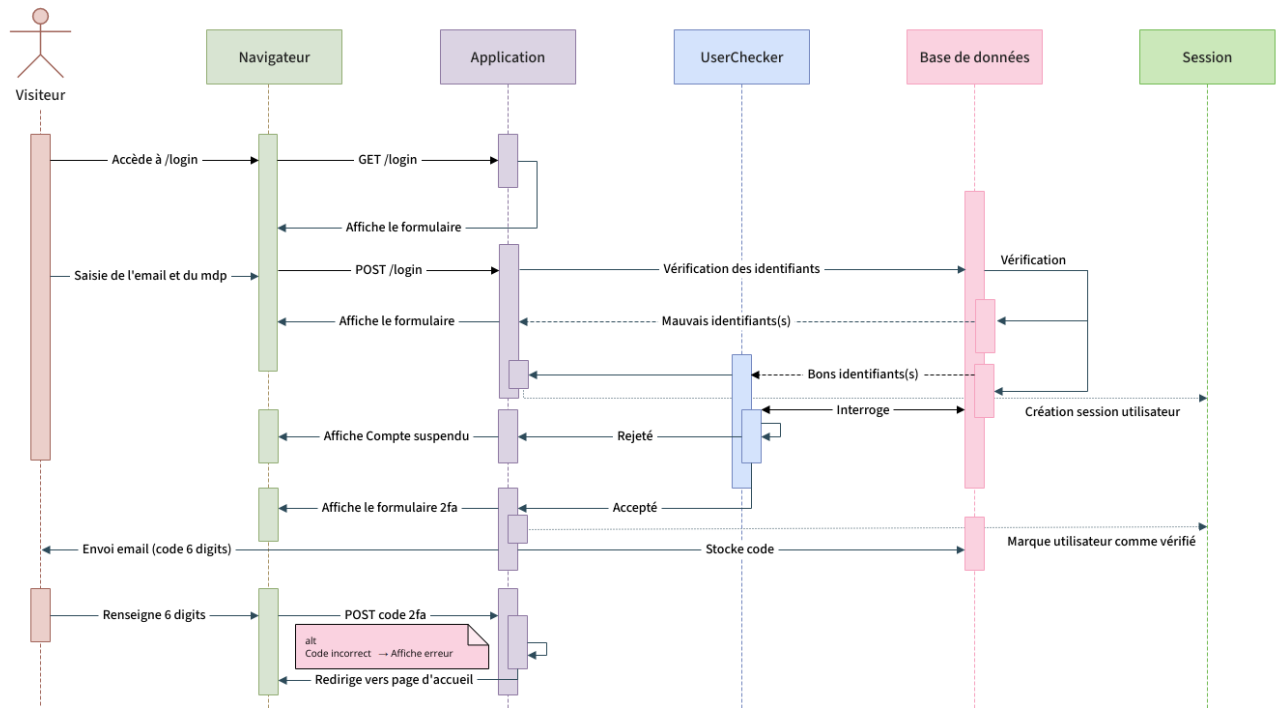 Visiteur
Navigateur
Application
UserChecker
Base de données
Session
Accède à /login
GET /login
Affiche le formulaire
Saisie de l'email et du mdp
POST /login
Vérification des identifiants
Vérification
Affiche le formulaire
Mauvais identifiants(s)
Bons identifiants(s)
Création session utilisateur
Interroge
Affiche Compte suspendu
Rejeté
Affiche le formulaire 2fa
Accepté
Marque utilisateur comme vérifié
Envoi email (code 6 digits)
Stocke code
Renseigne 6 digits
POST code 2fa
alt
Code incorrect → Affiche erreur
Redirige vers page d'accueil